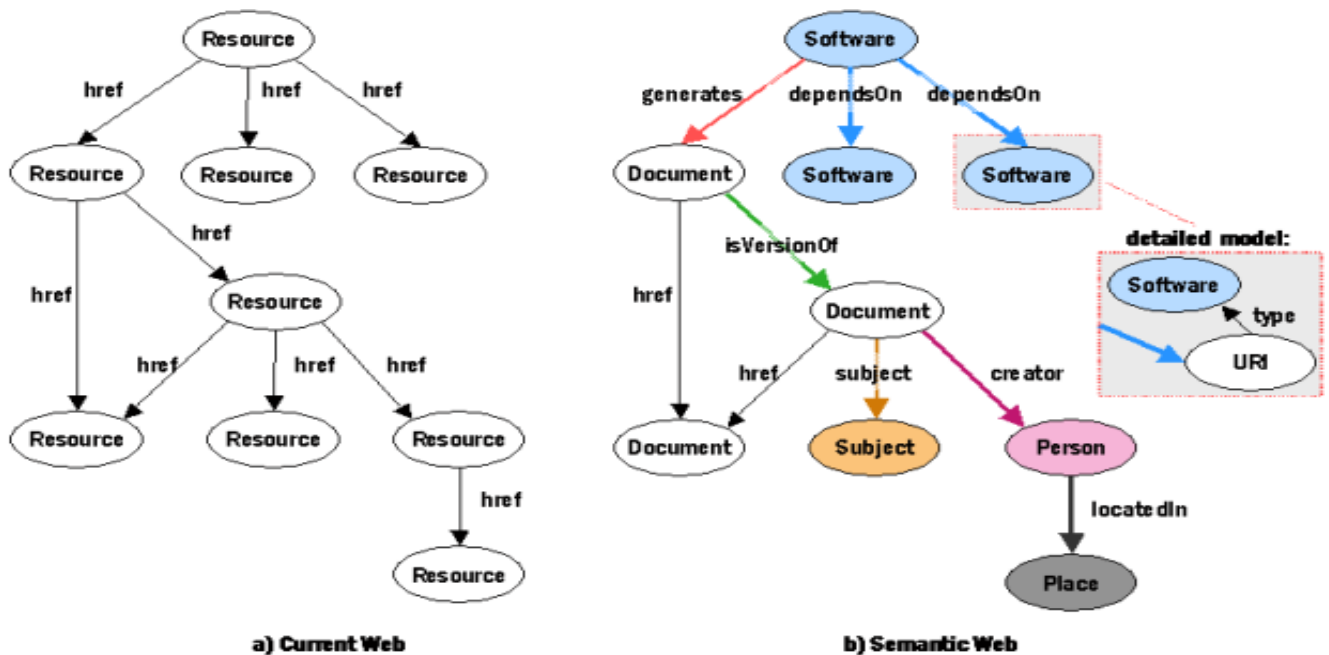 Resource
Software
href
href
href
generates
dependsOn
dependsOn
Resource
Resource
Resource
Document
Software
Software
href
isVersionOf
detailed model:
href
Resource
href
Document
Software
type
URI
href
href
href
href
subject
creator
Resource
Resource
Resource
Document
Subject
Person
href
locatedIn
Resource
Place
a) Current Web
b) Semantic Web